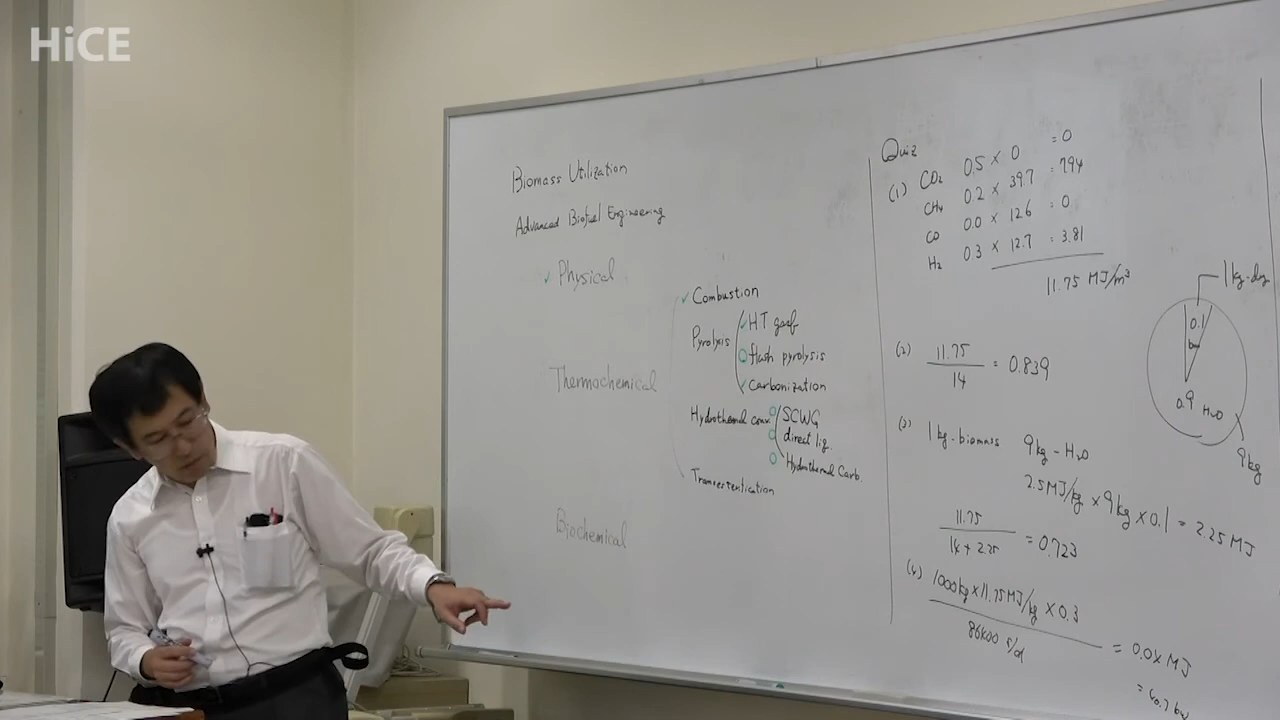 HiCE
Biomass Utilization
Advanced Biofuel Engineering
✓ Physical
Thermochemical
Biochemical
✓ Combustion
Pyrolysis
✓ HT gasf
flash pyrolysis
✓ Carbonization
Hydrothermal conv.
SCWG
direct liq.
Hydrothermal Carb.
Quiz
(1) CO2 0.5 × 0 = 0
CH4 0.2 × 39.7 = 7.94
CO 0.0 × 12.6 = 0
H2 0.3 × 12.7 = 3.81
11.75 MJ/m³
(2) 11.75
14
= 0.839
(3) 1kg-biomass 9kg-H2O
2.5MJ/kg × 9kg × 0.1 = 2.25 MJ
11.75
14 + 2.25
= 0.723
(4) 1000kg × 11.75MJ/kg × 0.3
= MJ
1kg-dry
0.1
0.9 H2O
9kg